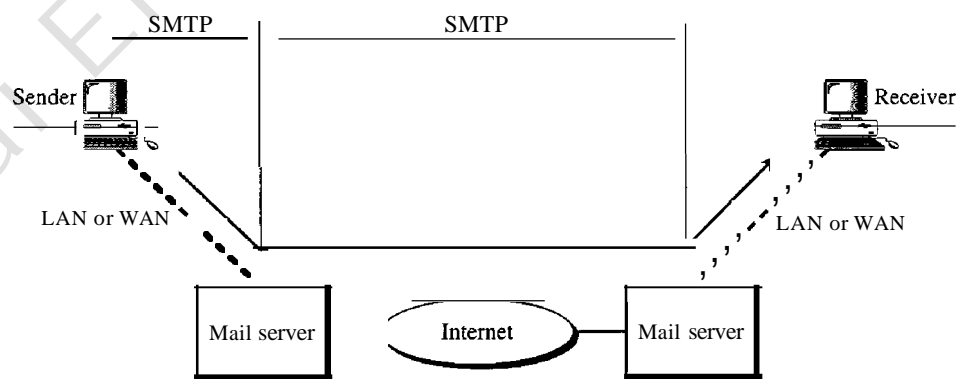 SMTP SMTP
Sender Receiver
LAN or WAN LAN or WAN
Mail server Internet Mail server